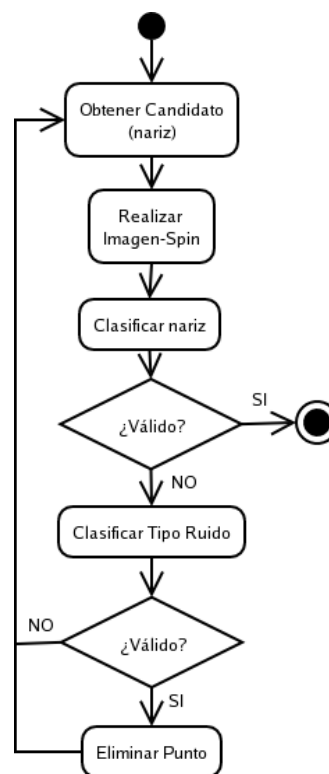 Obtener Candidato
(nariz)
Realizar
Imagen-Spin
Clasificar nariz
¿Válido?
SI
NO
Clasificar Tipo Ruido
¿Válido?
NO
SI
Eliminar Punto